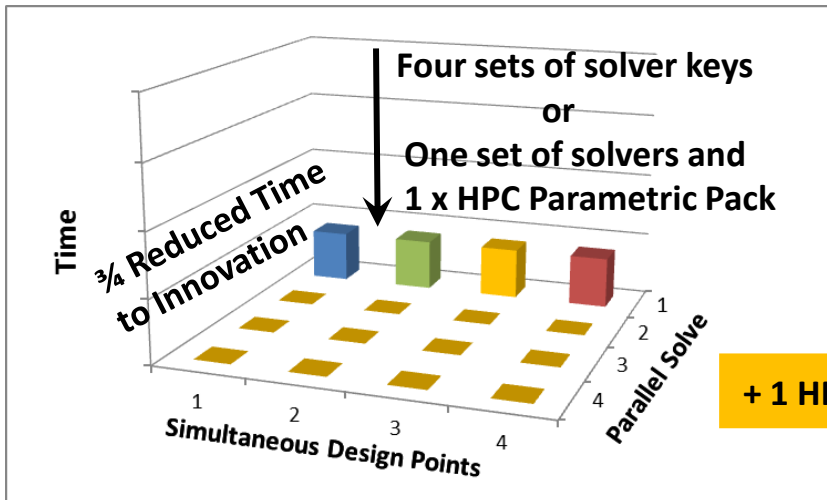 Four sets of solver keys
or
One set of solvers and
1 x HPC Parametric Pack
¾ Reduced Time
to Innovation
Time
1
2
3
4
Simultaneous Design Points
1
2
3
4
Parallel Solve
+ 1 H